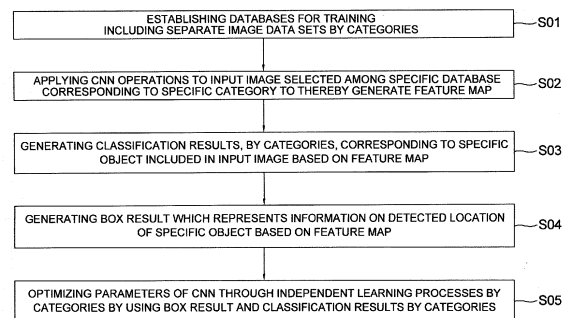 ESTABLISHING DATABASES FOR TRAINING
INCLUDING SEPARATE IMAGE DATA SETS BY CATEGORIES
S01
APPLYING CNN OPERATIONS TO INPUT IMAGE SELECTED AMONG SPECIFIC DATABASE
CORRESPONDING TO SPECIFIC CATEGORY TO THEREBY GENERATE FEATURE MAP
S02
GENERATING CLASSIFICATION RESULTS, BY CATEGORIES, CORRESPONDING TO SPECIFIC
OBJECT INCLUDED IN INPUT IMAGE BASED ON FEATURE MAP
S03
GENERATING BOX RESULT WHICH REPRESENTS INFORMATION ON DETECTED LOCATION
OF SPECIFIC OBJECT BASED ON FEATURE MAP
S04
OPTIMIZING PARAMETERS OF CNN THROUGH INDEPENDENT LEARNING PROCESSES BY
CATEGORIES BY USING BOX RESULT AND CLASSIFICATION RESULTS BY CATEGORIES
S05